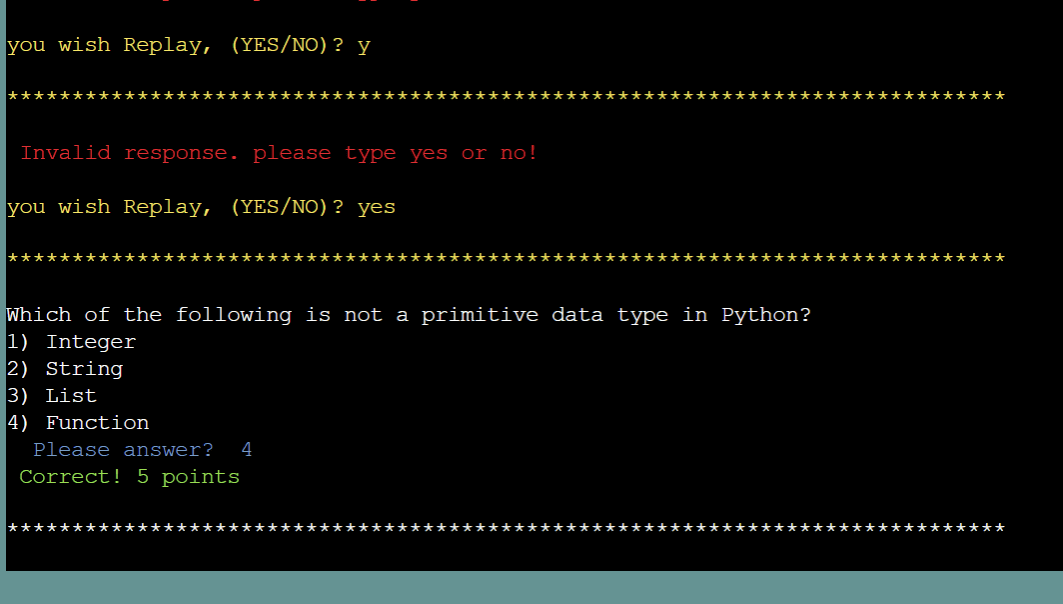 you wish Replay, (YES/NO)? y
*****************************************************************************
Invalid response. please type yes or no!
you wish Replay, (YES/NO)? yes
*****************************************************************************
Which of the following is not a primitive data type in Python?
1) Integer
2) String
3) List
4) Function
Please answer? 4
Correct! 5 points
*****************************************************************************